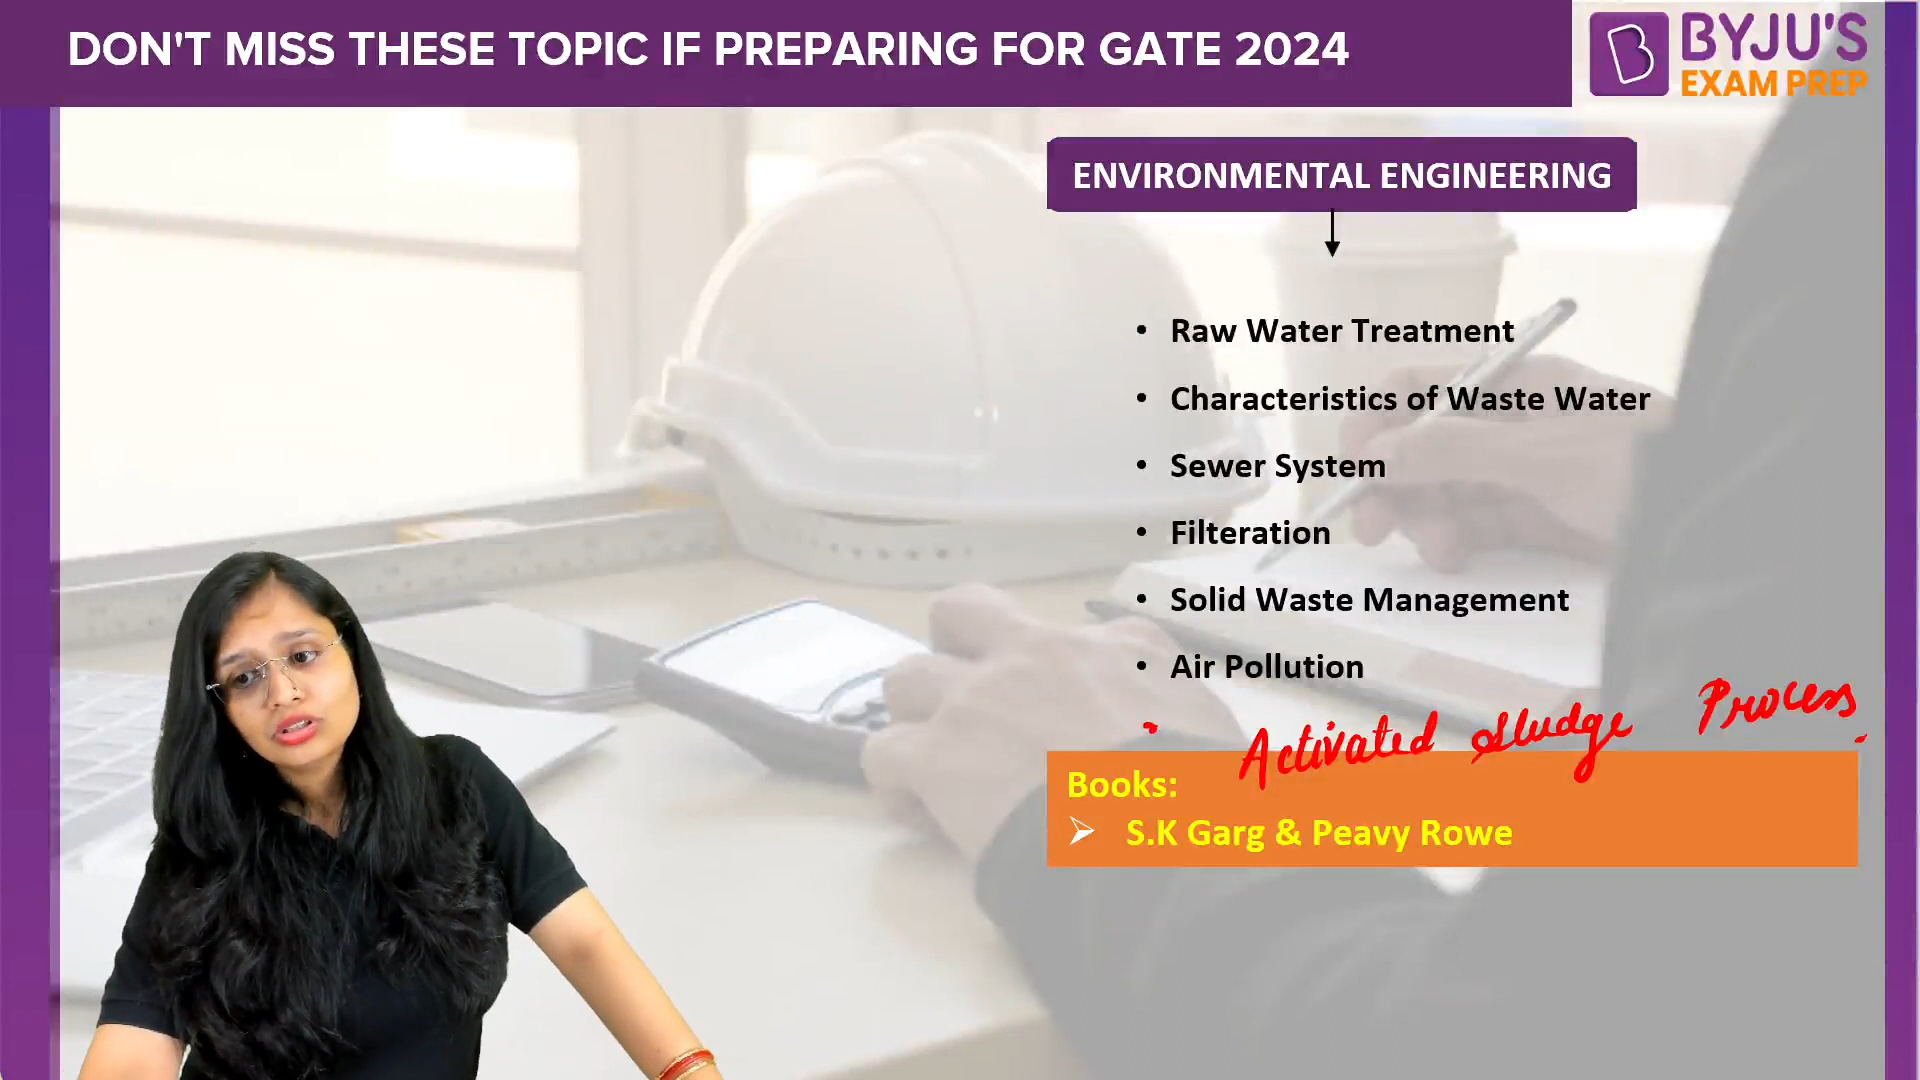 DON'T MISS THESE TOPIC IF PREPARING FOR GATE 2024
BYJU'S
EXAM PREP
ENVIRONMENTAL ENGINEERING
• Raw Water Treatment
• Characteristics of Waste Water
• Sewer System
• Filteration
• Solid Waste Management
• Air Pollution
• Activated Sludge Process
Books:
➢ S.K Garg & Peavy Rowe